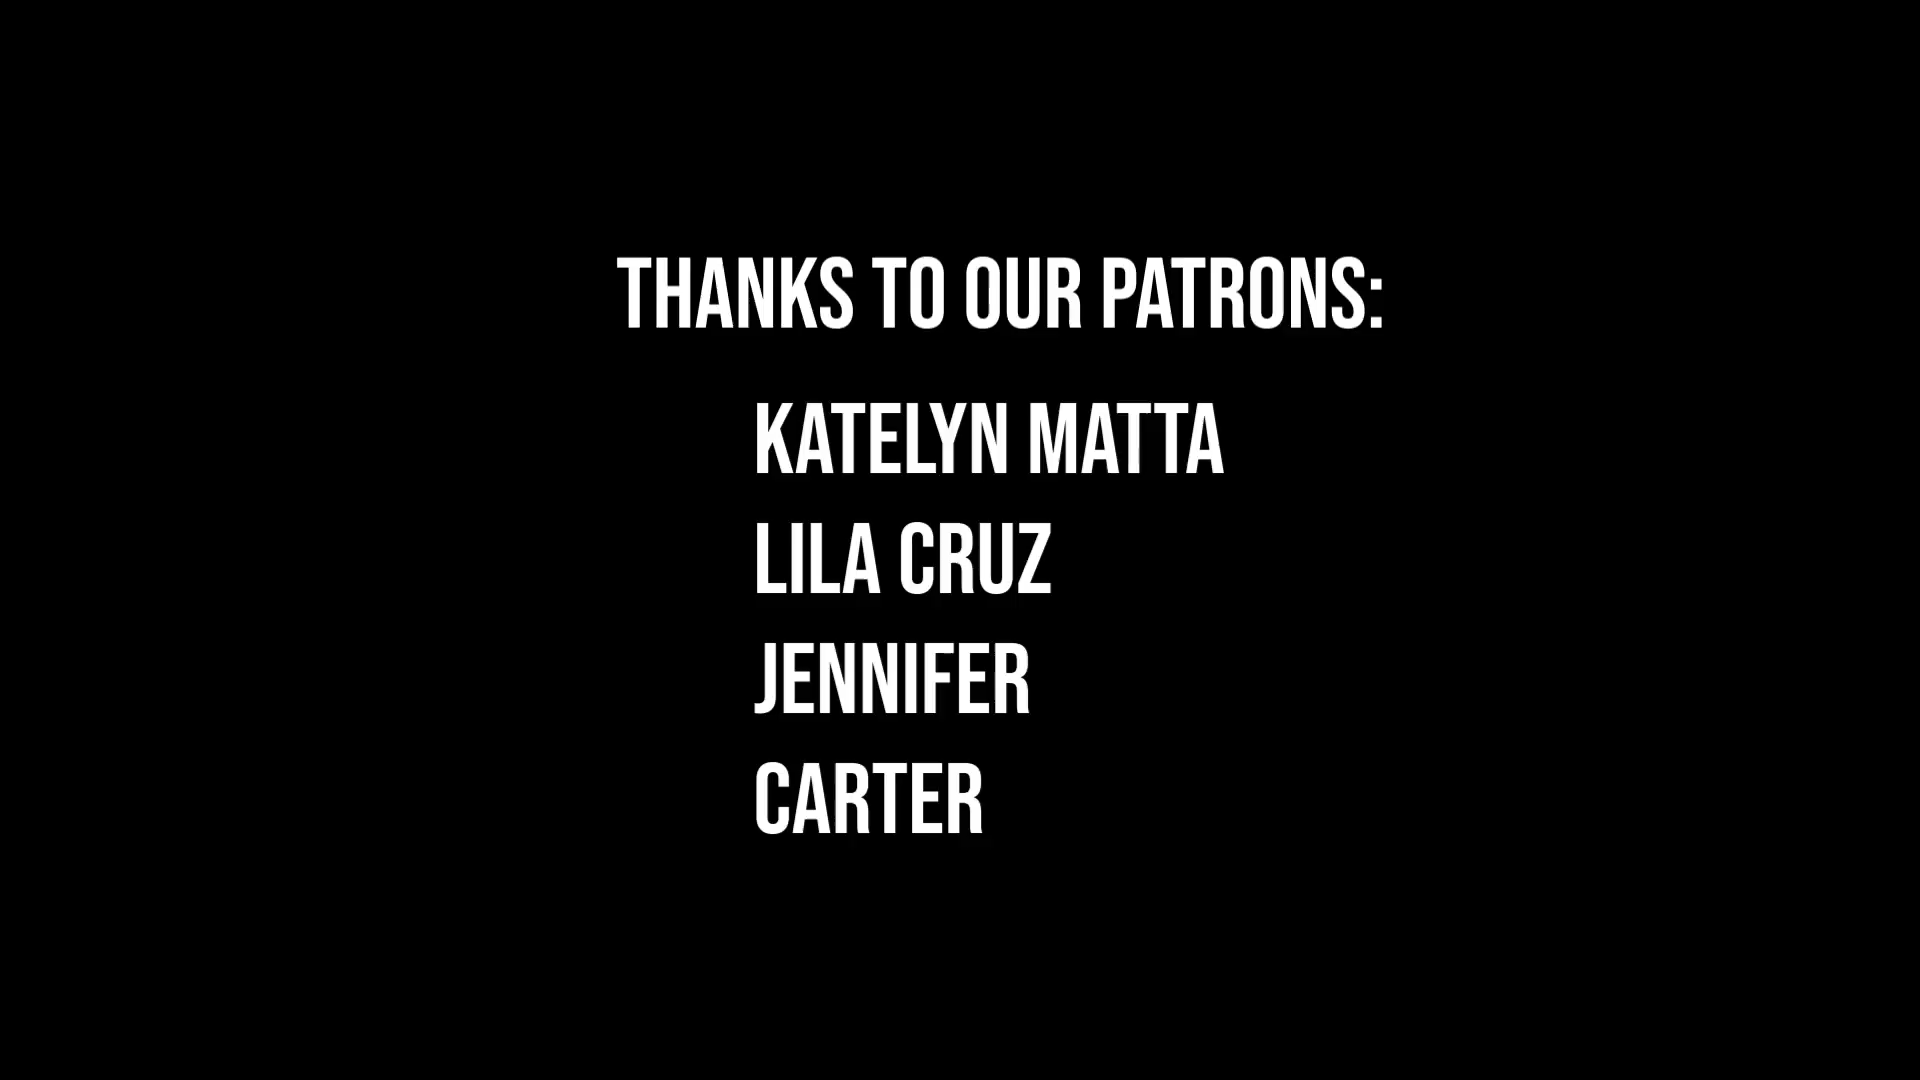 THANKS TO OUR PATRONS:
KATELYN MATTA
LILA CRUZ
JENNIFER
CARTER